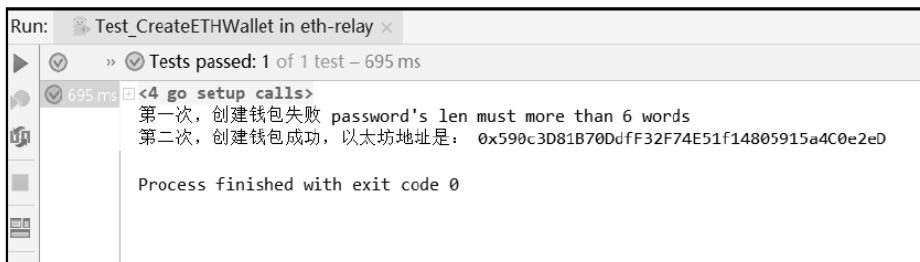 Run: Test_CreateETHWallet in eth-relay ×
» Tests passed: 1 of 1 test – 695 ms
695 ms <4 go setup calls>
第一次，创建钱包失败 password's len must more than 6 words
第二次，创建钱包成功，以太坊地址是： 0x590c3D81B70DdfF32F74E51f14805915a4C0e2eD
Process finished with exit code 0